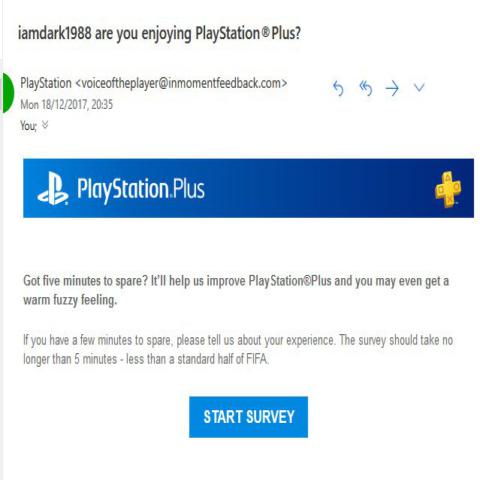 iamdark1988 are you enjoying PlayStation®Plus?
PlayStation <voiceoftheplayer@inmomentfeedback.com>
Mon 18/12/2017, 20:35
You;
PlayStation.Plus
Got five minutes to spare? It'll help us improve PlayStation®Plus and you may even get a
warm fuzzy feeling.
If you have a few minutes to spare, please tell us about your experience. The survey should take no
longer than 5 minutes - less than a standard half of FIFA.
START SURVEY